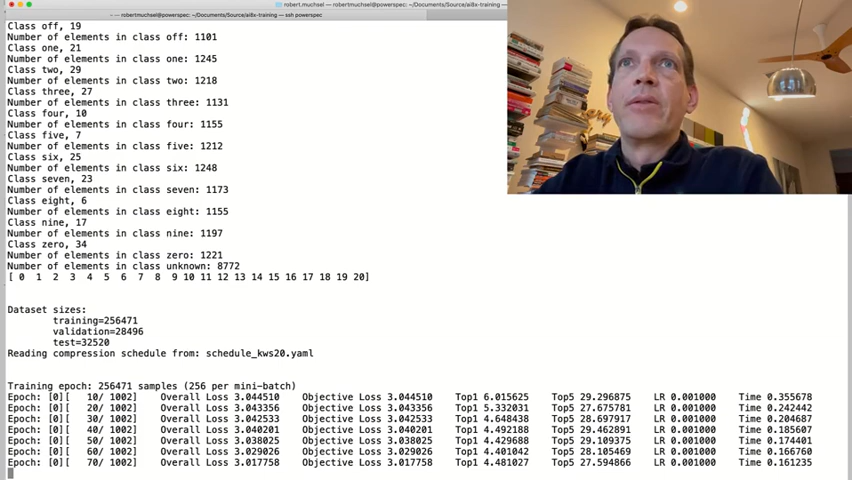 robert.muchsel — robertmuchsel@powerspec: ~/Documents/Source/ai8x-training —
robertmuchsel@powerspec: ~/Documents/Source/ai8x-training — ssh powerspec
Class off, 19
Number of elements in class off: 1101
Class one, 21
Number of elements in class one: 1245
Class two, 29
Number of elements in class two: 1218
Class three, 27
Number of elements in class three: 1131
Class four, 10
Number of elements in class four: 1155
Class five, 7
Number of elements in class five: 1212
Class six, 25
Number of elements in class six: 1248
Class seven, 23
Number of elements in class seven: 1173
Class eight, 6
Number of elements in class eight: 1155
Class nine, 17
Number of elements in class nine: 1197
Class zero, 34
Number of elements in class zero: 1221
Number of elements in class unknown: 8772
[ 0 1 2 3 4 5 6 7 8 9 10 11 12 13 14 15 16 17 18 19 20]
Dataset sizes:
training=256471
validation=28496
test=32520
Reading compression schedule from: schedule_kws20.yaml
Training epoch: 256471 samples (256 per mini-batch)
Epoch: [0][ 10/ 1002] Overall Loss 3.044510 Objective Loss 3.044510 Top1 6.015625 Top5 29.296875 LR 0.001000 Time 0.355678
Epoch: [0][ 20/ 1002] Overall Loss 3.043356 Objective Loss 3.043356 Top1 5.332031 Top5 27.675781 LR 0.001000 Time 0.242442
Epoch: [0][ 30/ 1002] Overall Loss 3.042533 Objective Loss 3.042533 Top1 4.648438 Top5 28.697917 LR 0.001000 Time 0.204687
Epoch: [0][ 40/ 1002] Overall Loss 3.040201 Objective Loss 3.040201 Top1 4.492188 Top5 29.462891 LR 0.001000 Time 0.185607
Epoch: [0][ 50/ 1002] Overall Loss 3.038025 Objective Loss 3.038025 Top1 4.429688 Top5 29.109375 LR 0.001000 Time 0.174401
Epoch: [0][ 60/ 1002] Overall Loss 3.029026 Objective Loss 3.029026 Top1 4.401042 Top5 28.105469 LR 0.001000 Time 0.166760
Epoch: [0][ 70/ 1002] Overall Loss 3.017758 Objective Loss 3.017758 Top1 4.481027 Top5 27.594866 LR 0.001000 Time 0.161235